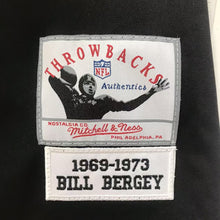 THROWBACKS
NFL
Authentics
NOSTALGIA CO.
Mitchell & Ness
PHILADELPHIA, PA.
1969-1973
BILL BERGEY